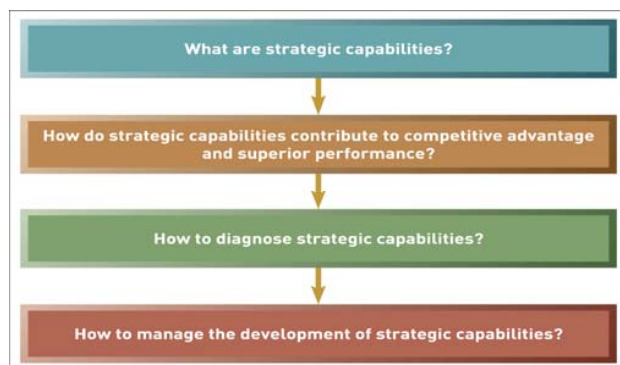 What are strategic capabilities?
How do strategic capabilities contribute to competitive advantage
and superior performance?
How to diagnose strategic capabilities?
How to manage the development of strategic capabilities?